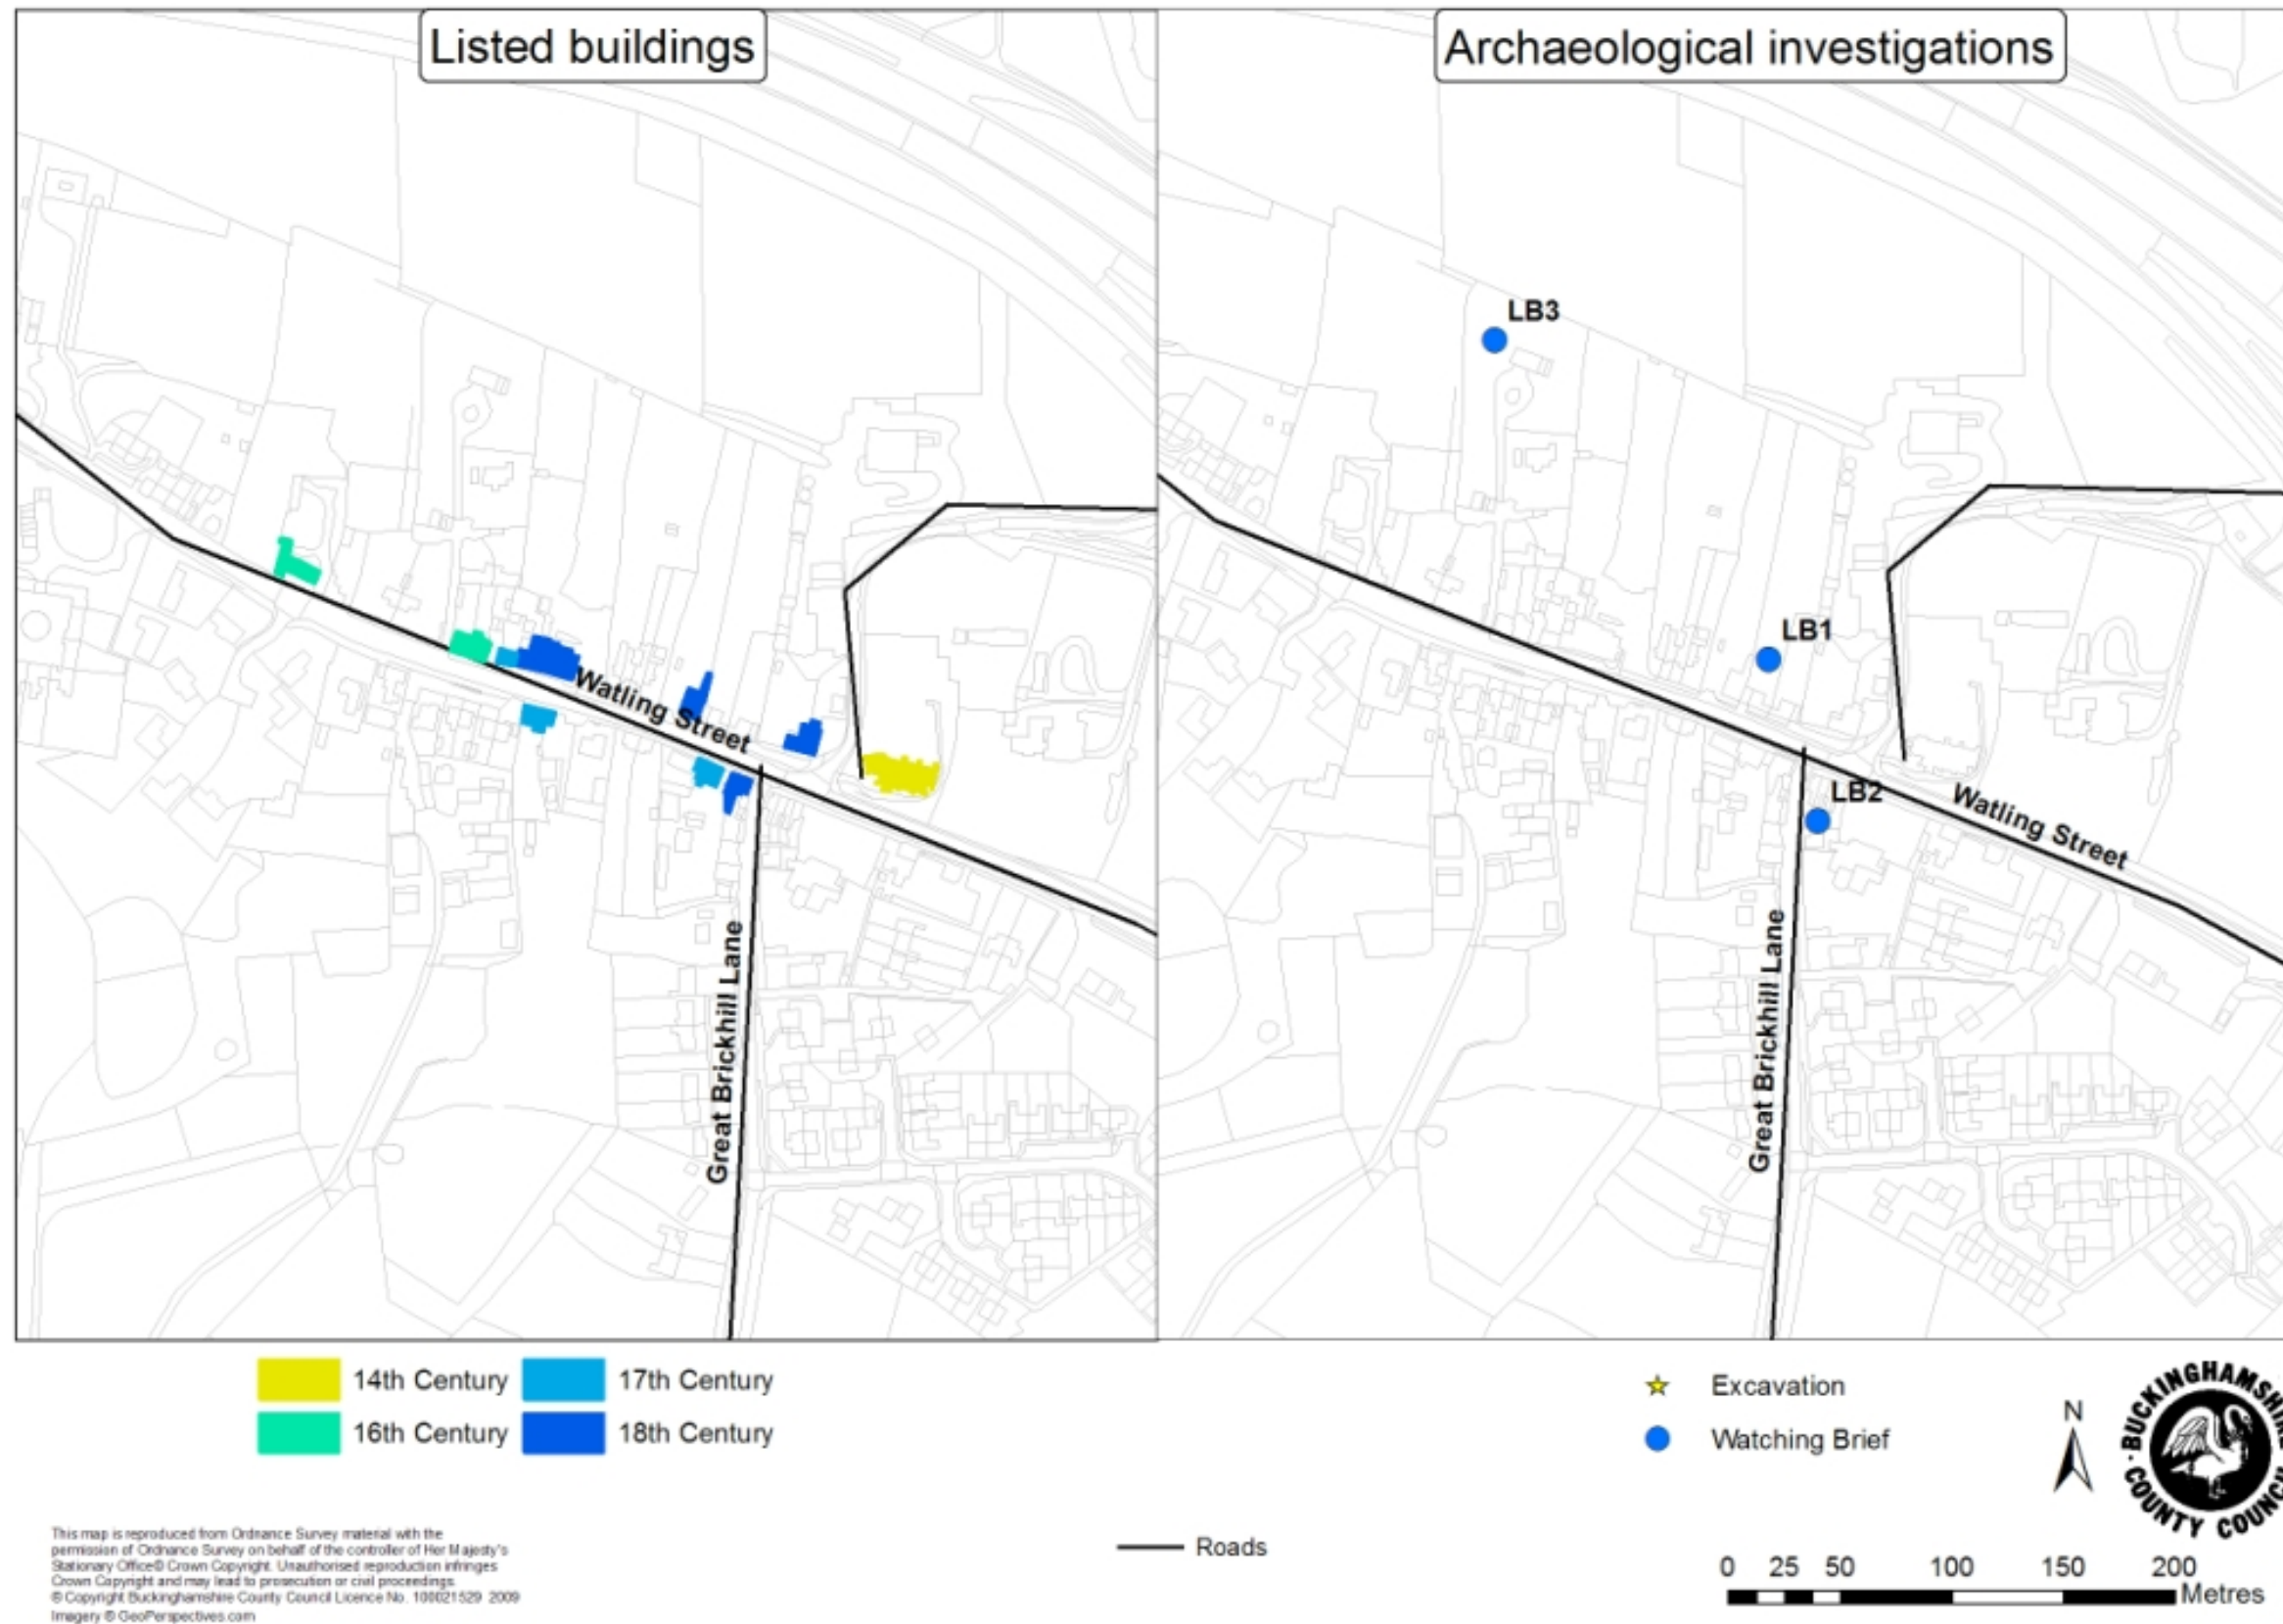 Listed buildings
Archaeological investigations
LB3
LB1
LB2
Watling Street
Great Brickhill Lane
Watling Street
Great Brickhill Lane
14th Century
17th Century
16th Century
18th Century
Excavation
Watching Brief
N
BUCKINGHAMSHIRE
COUNTY COUNCIL
Roads
0 25 50 100 150 200
Metres
This map is reproduced from Ordnance Survey material with the
permission of Ordnance Survey on behalf of the controller of Her Majesty's
Stationary Office© Crown Copyright. Unauthorised reproduction infringes
Crown Copyright and may lead to prosecution or civil proceedings.
© Copyright Buckinghamshire County Council Licence No. 100021529 2009
Imagery © GeoPerspectives.com